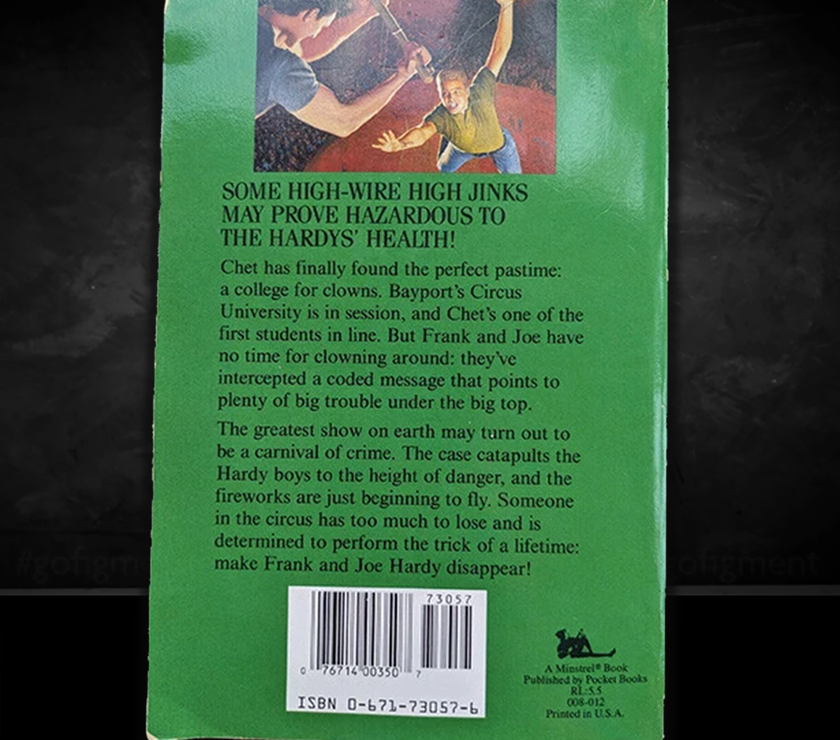 SOME HIGH-WIRE HIGH JINKS
MAY PROVE HAZARDOUS TO
THE HARDYS' HEALTH!
Chet has finally found the perfect pastime:
a college for clowns. Bayport's Circus
University is in session, and Chet's one of the
first students in line. But Frank and Joe have
no time for clowning around: they've
intercepted a coded message that points to
plenty of big trouble under the big top.
The greatest show on earth may turn out to
be a carnival of crime. The case catapults the
Hardy boys to the height of danger, and the
fireworks are just beginning to fly. Someone
in the circus has too much to lose and is
determined to perform the trick of a lifetime:
make Frank and Joe Hardy disappear!
73057
0 76714 00350 7
ISBN 0-671-73057-6
A Minstrel® Book
Published by Pocket Books
RL:5.5
008-012
Printed in U.S.A.